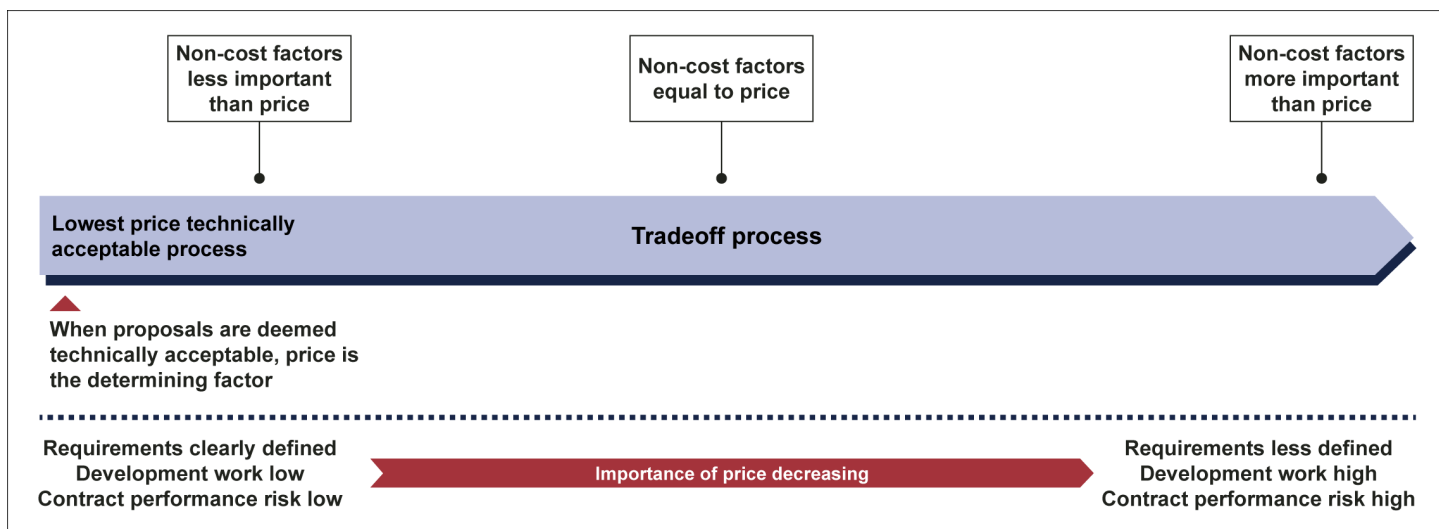 Non-cost factors
less important
than price
Non-cost factors
equal to price
Non-cost factors
more important
than price
Lowest price technically
acceptable process
Tradeoff process
When proposals are deemed
technically acceptable, price is
the determining factor
Requirements clearly defined
Development work low
Contract performance risk low
Importance of price decreasing
Requirements less defined
Development work high
Contract performance risk high